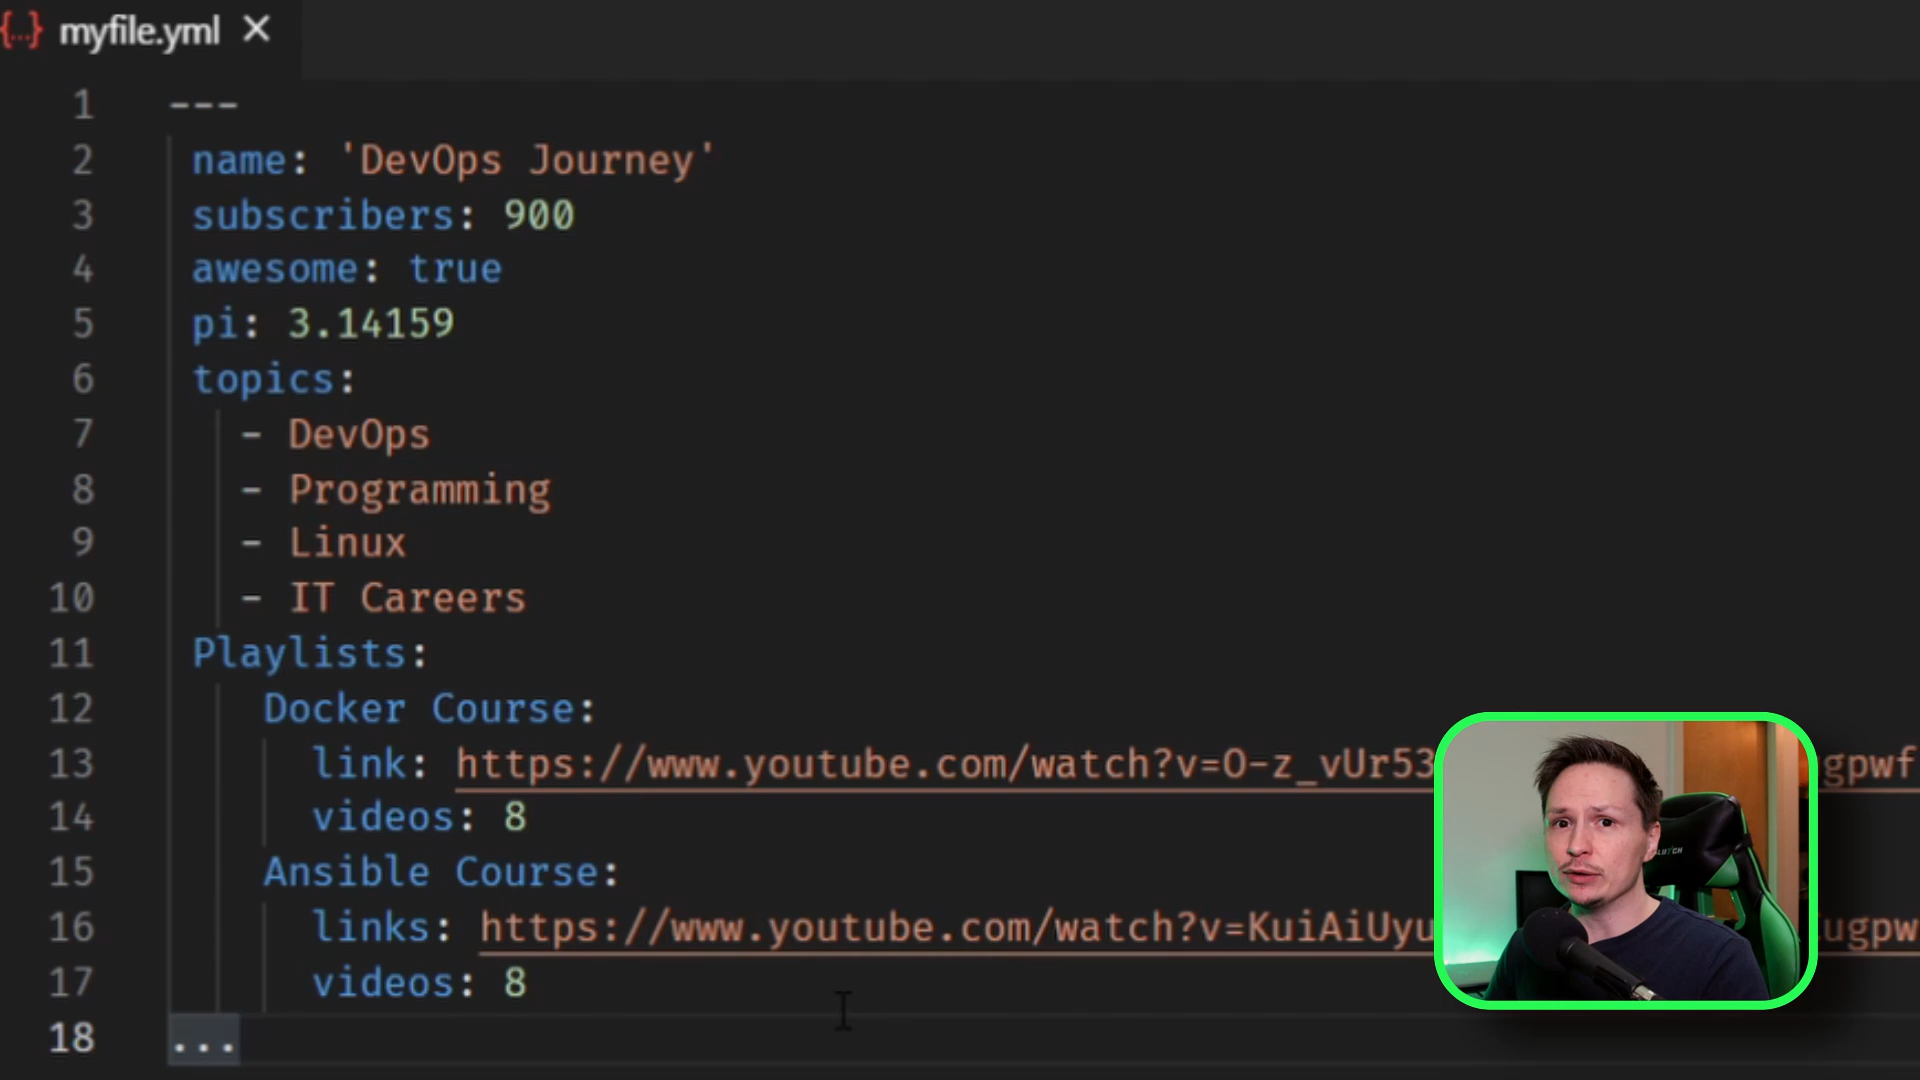 {...} myfile.yml ×
1 ---
2 name: 'DevOps Journey'
3 subscribers: 900
4 awesome: true
5 pi: 3.14159
6 topics:
7 - DevOps
8 - Programming
9 - Linux
10 - IT Careers
11 Playlists:
12 Docker Course:
13 link: https://www.youtube.com/watch?v=O-z_vUr53 gpwf
14 videos: 8
15 Ansible Course:
16 links: https://www.youtube.com/watch?v=KuiAiUyu ugpw
17 videos: 8
18 ...